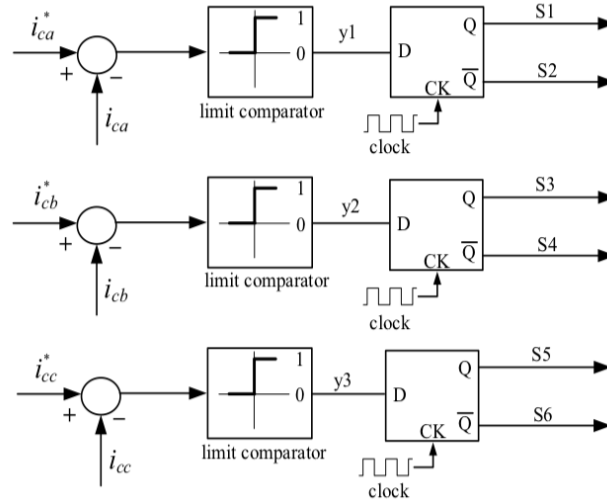 i*ca
+
−
ica
1
0
limit comparator
y1
D
Q
Q̅
CK
clock
S1
S2
i*cb
+
−
icb
1
0
limit comparator
y2
D
Q
Q̅
CK
clock
S3
S4
i*cc
+
−
icc
1
0
limit comparator
y3
D
Q
Q̅
CK
clock
S5
S6